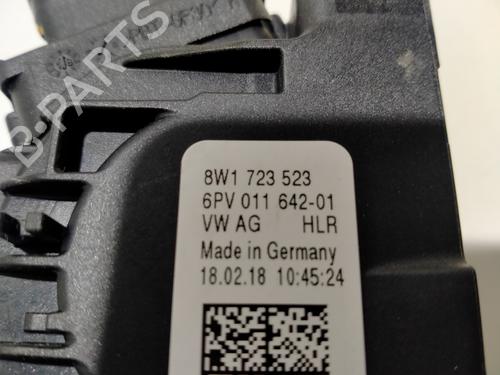 B-PARTS
8W1 723 523
6PV 011 642-01
VW AG HLR
Made in Germany
18.02.18 10:45:24